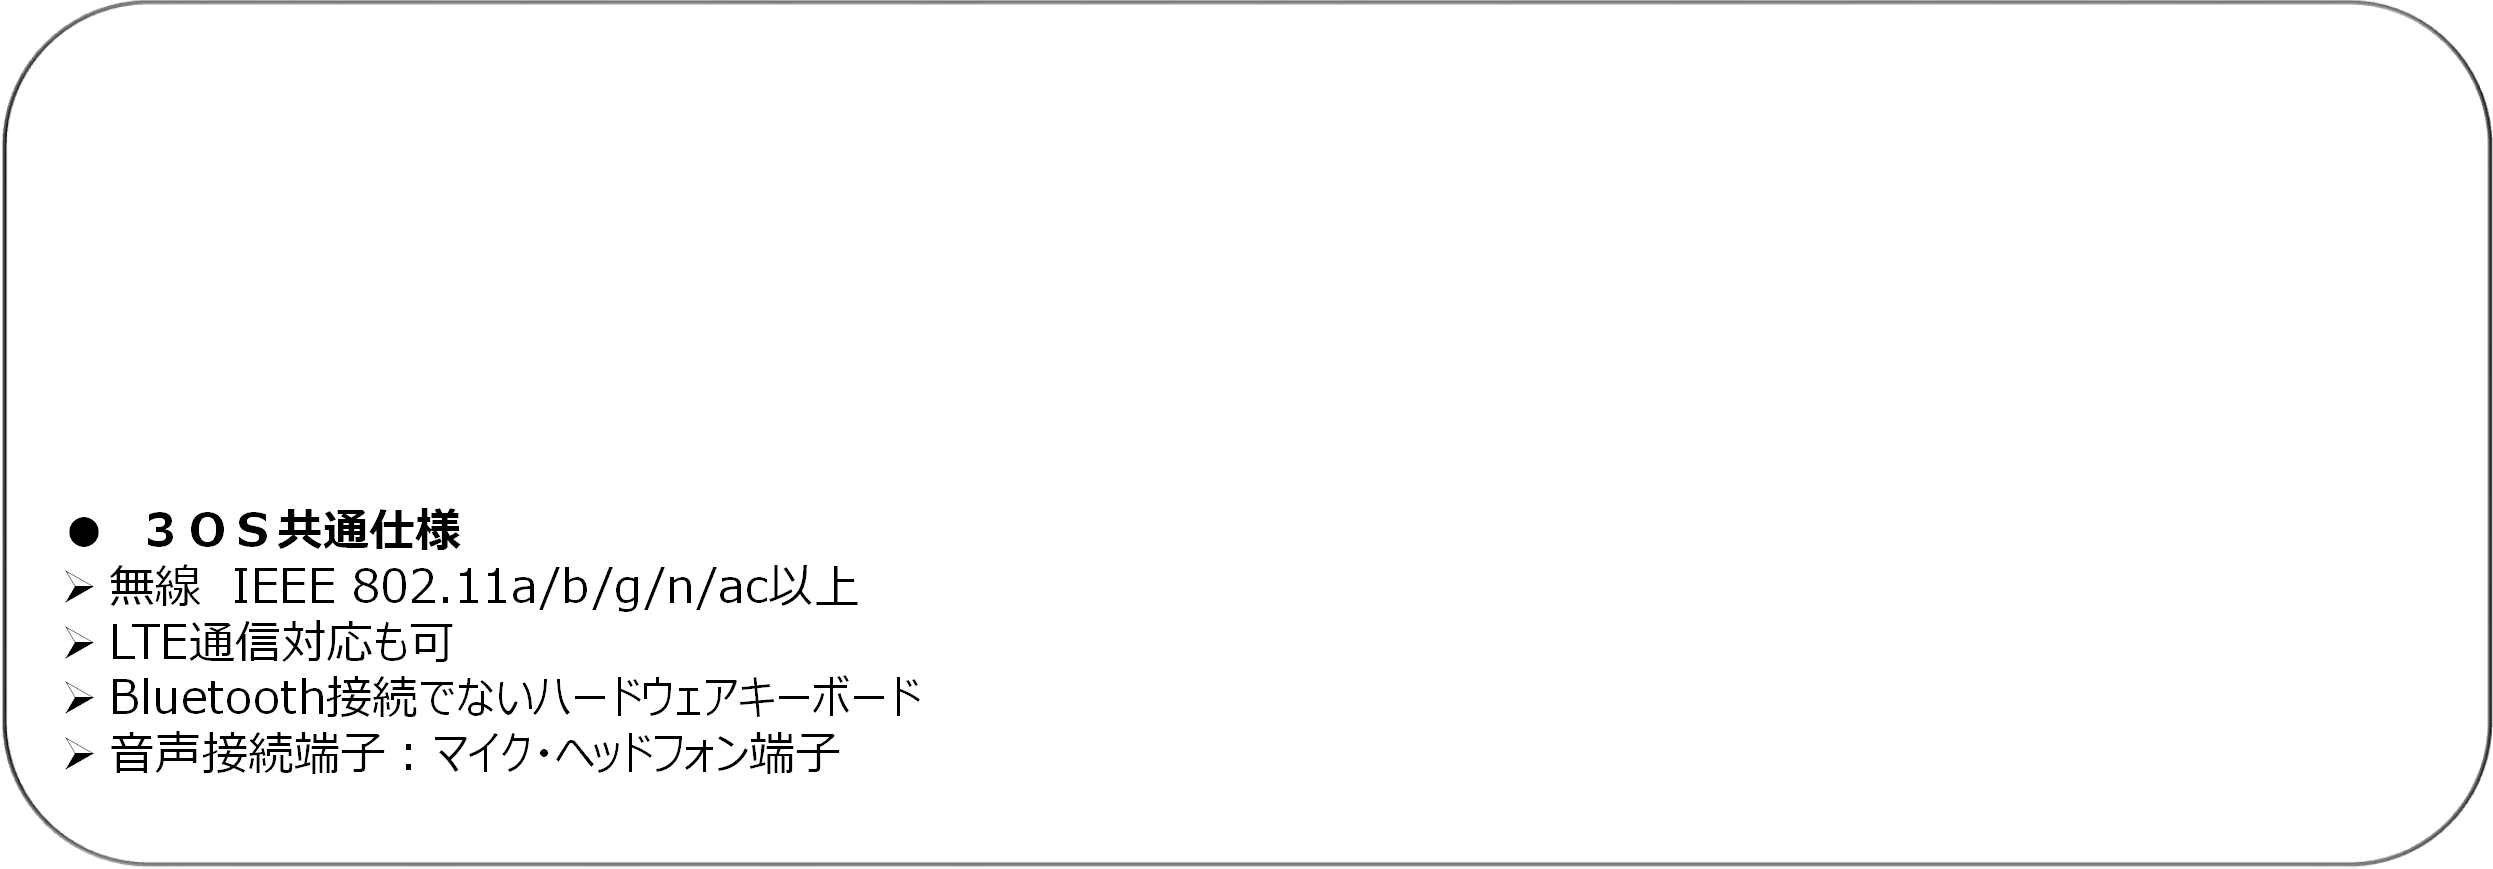 ● ３ＯＳ共通仕様
➢ 無線 IEEE 802.11a/b/g/n/ac以上
➢ LTE通信対応も可
➢ Bluetooth接続でないハードウェアキーボード
➢ 音声接続端子：マイク・ヘッドフォン端子